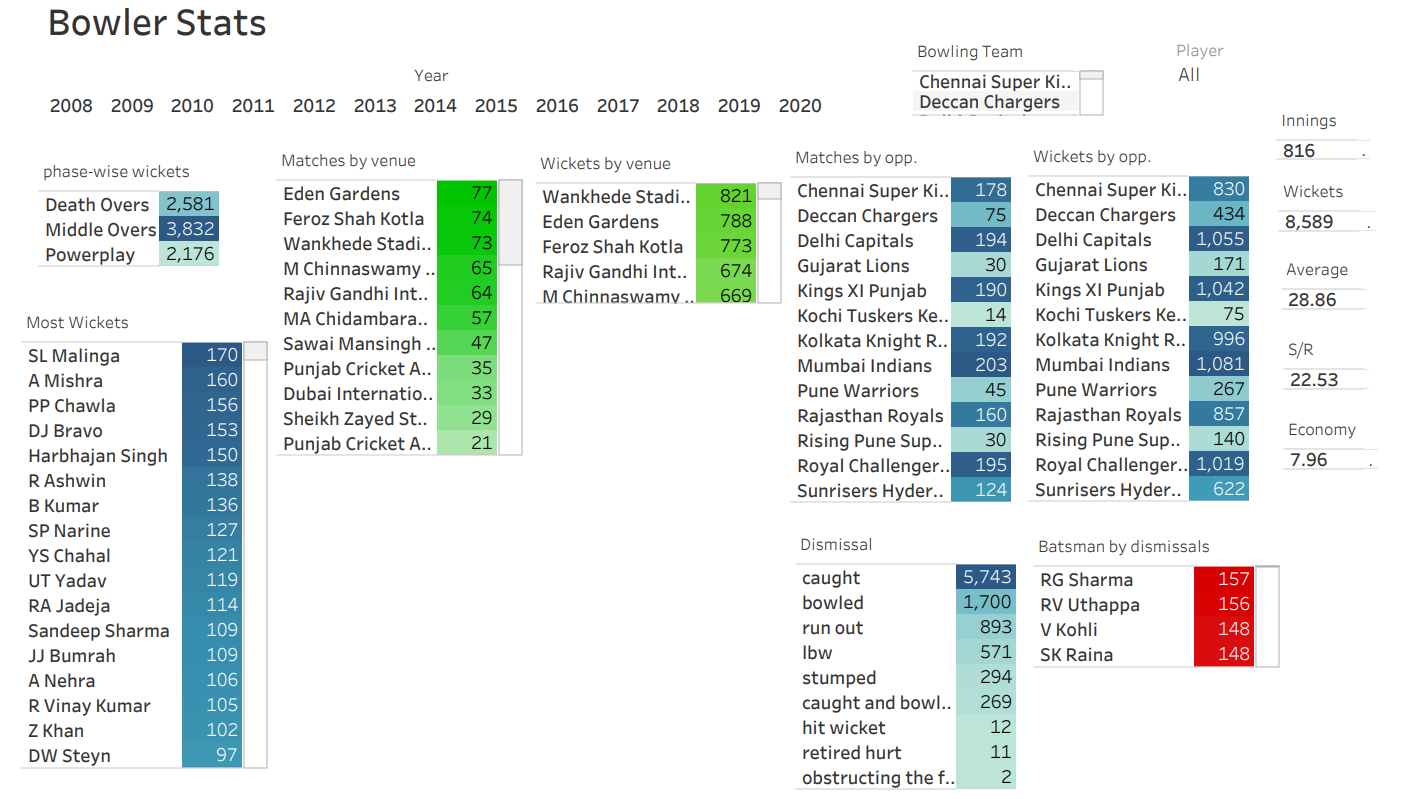 Bowler Stats
Year
2008 2009 2010 2011 2012 2013 2014 2015 2016 2017 2018 2019 2020
Bowling Team
Chennai Super Ki..
Deccan Chargers
Player
All
Innings
816 .
Wickets
8,589 .
Average
28.86
S/R
22.53
Economy
7.96 .
phase-wise wickets
Death Overs 2,581
Middle Overs 3,832
Powerplay 2,176
Most Wickets
SL Malinga 170
A Mishra 160
PP Chawla 156
DJ Bravo 153
Harbhajan Singh 150
R Ashwin 138
B Kumar 136
SP Narine 127
YS Chahal 121
UT Yadav 119
RA Jadeja 114
Sandeep Sharma 109
JJ Bumrah 109
A Nehra 106
R Vinay Kumar 105
Z Khan 102
DW Steyn 97
Matches by venue
Eden Gardens 77
Feroz Shah Kotla 74
Wankhede Stadi.. 73
M Chinnaswamy .. 65
Rajiv Gandhi Int.. 64
MA Chidambara.. 57
Sawai Mansingh .. 47
Punjab Cricket A.. 35
Dubai Internatio.. 33
Sheikh Zayed St.. 29
Punjab Cricket A.. 21
Wickets by venue
Wankhede Stadi.. 821
Eden Gardens 788
Feroz Shah Kotla 773
Rajiv Gandhi Int.. 674
M Chinnaswamy .. 669
Matches by opp.
Chennai Super Ki.. 178
Deccan Chargers 75
Delhi Capitals 194
Gujarat Lions 30
Kings XI Punjab 190
Kochi Tuskers Ke.. 14
Kolkata Knight R.. 192
Mumbai Indians 203
Pune Warriors 45
Rajasthan Royals 160
Rising Pune Sup.. 30
Royal Challenger.. 195
Sunrisers Hyder.. 124
Wickets by opp.
Chennai Super Ki.. 830
Deccan Chargers 434
Delhi Capitals 1,055
Gujarat Lions 171
Kings XI Punjab 1,042
Kochi Tuskers Ke.. 75
Kolkata Knight R.. 996
Mumbai Indians 1,081
Pune Warriors 267
Rajasthan Royals 857
Rising Pune Sup.. 140
Royal Challenger.. 1,019
Sunrisers Hyder.. 622
Dismissal
caught 5,743
bowled 1,700
run out 893
lbw 571
stumped 294
caught and bowl.. 269
hit wicket 12
retired hurt 11
obstructing the f.. 2
Batsman by dismissals
RG Sharma 157
RV Uthappa 156
V Kohli 148
SK Raina 148